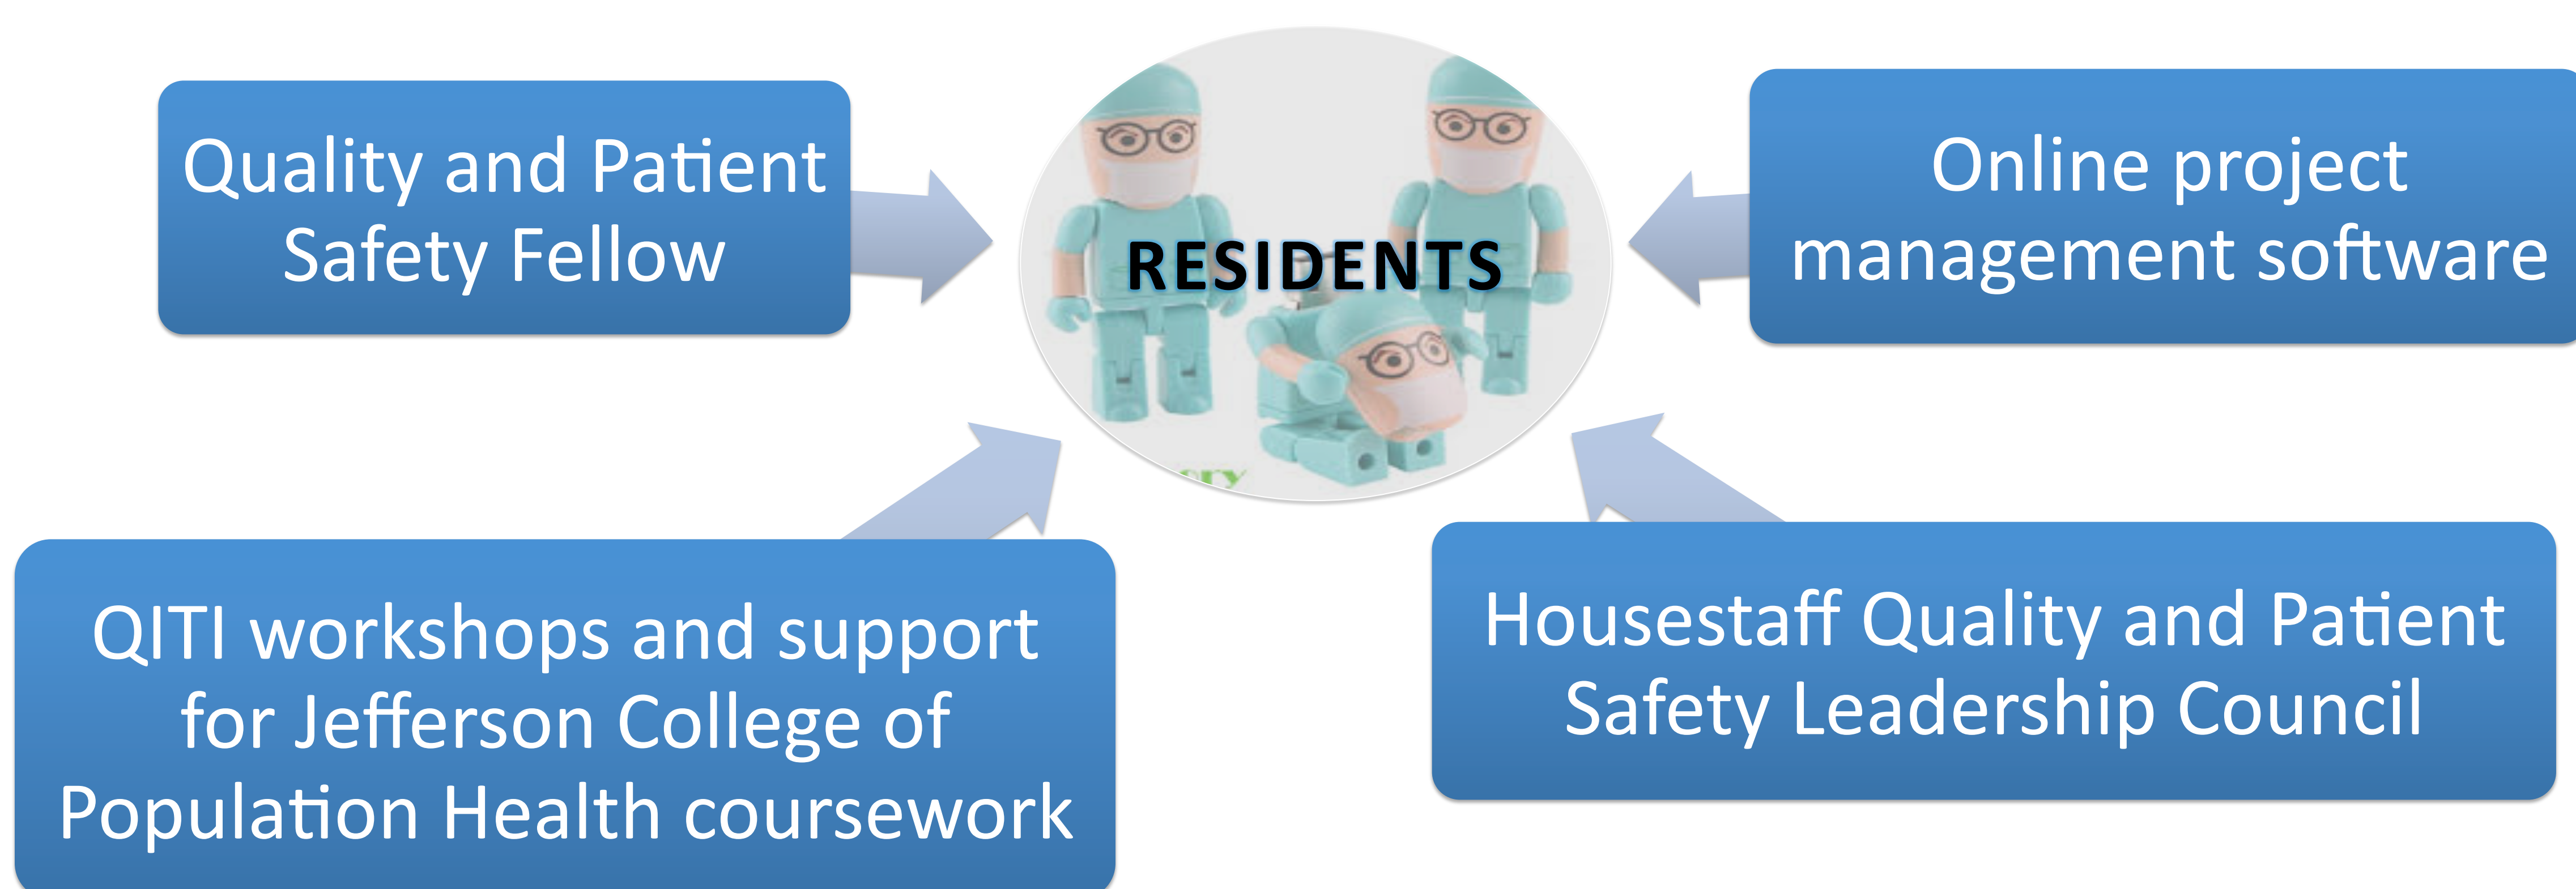 Quality and Patient
Safety Fellow
RESIDENTS
Online project
management software
QITI workshops and support
for Jefferson College of
Population Health coursework
Housestaff Quality and Patient
Safety Leadership Council